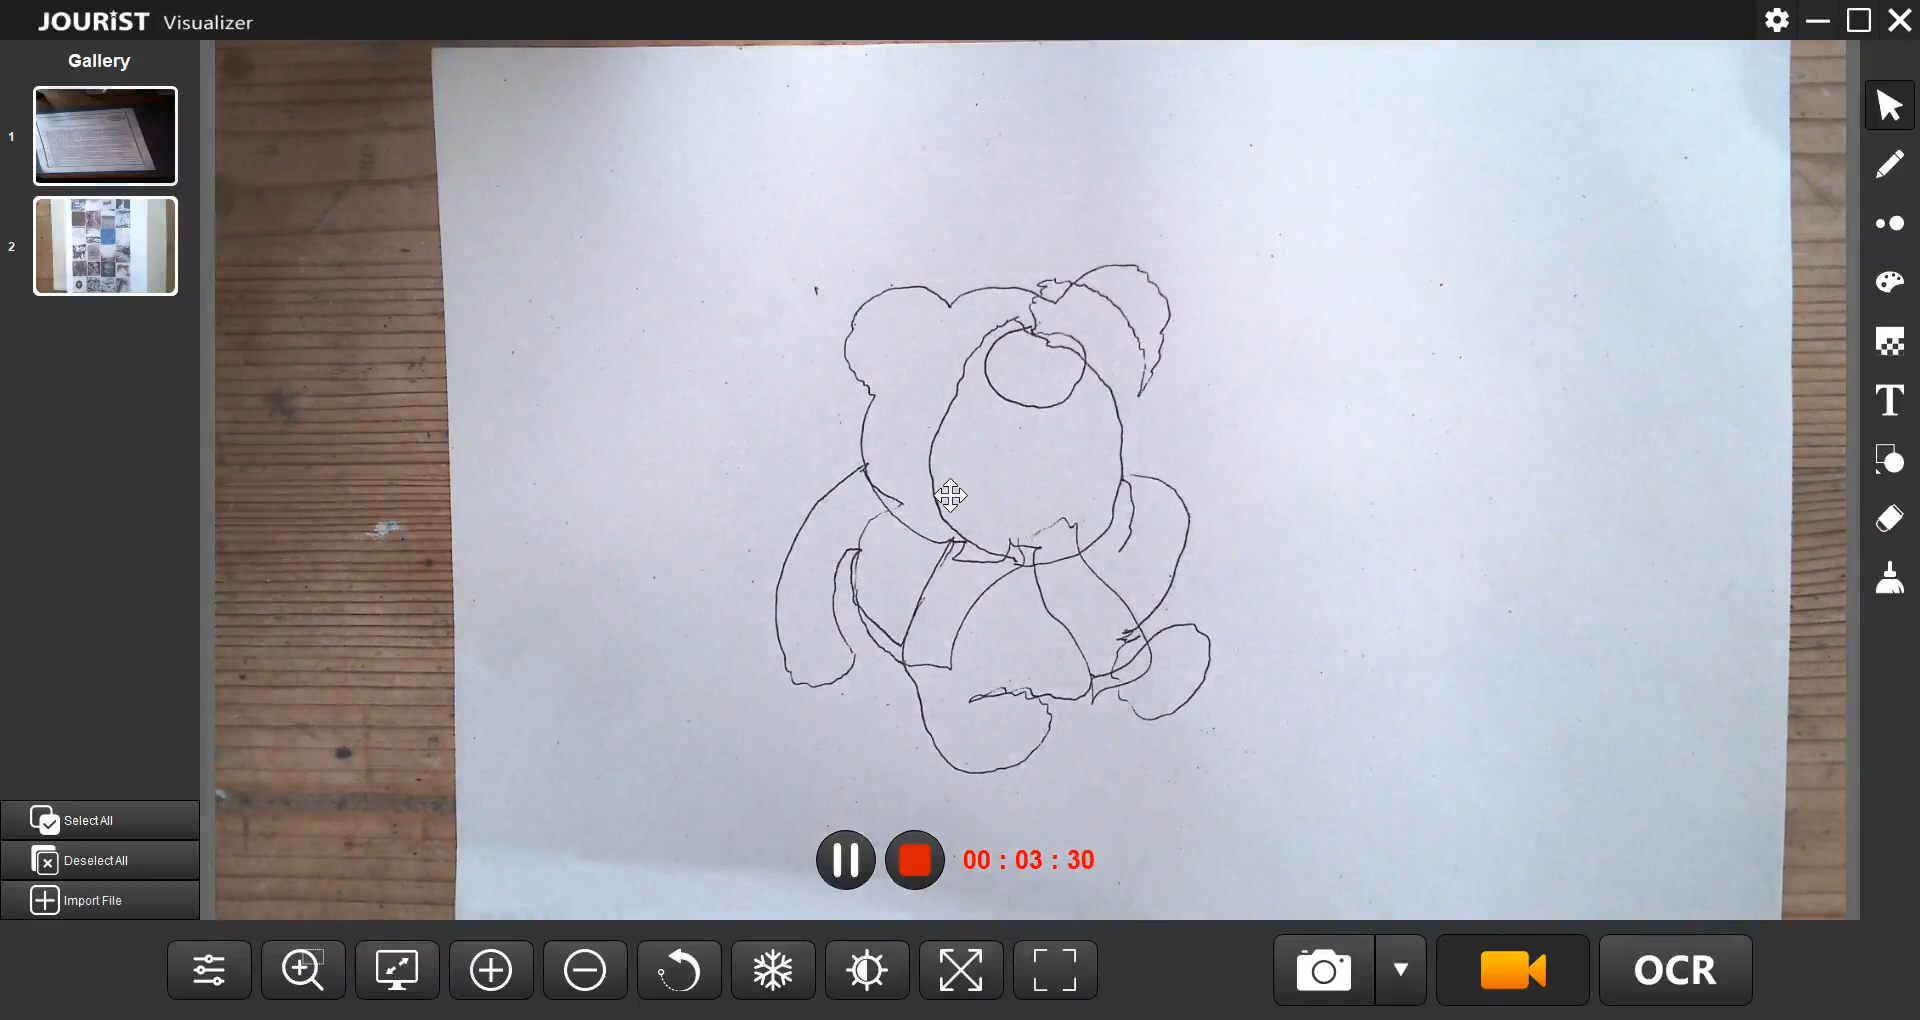 JOURiST Visualizer
Gallery
1
2
Select All
Deselect All
Import File
00 : 03 : 30
T
OCR